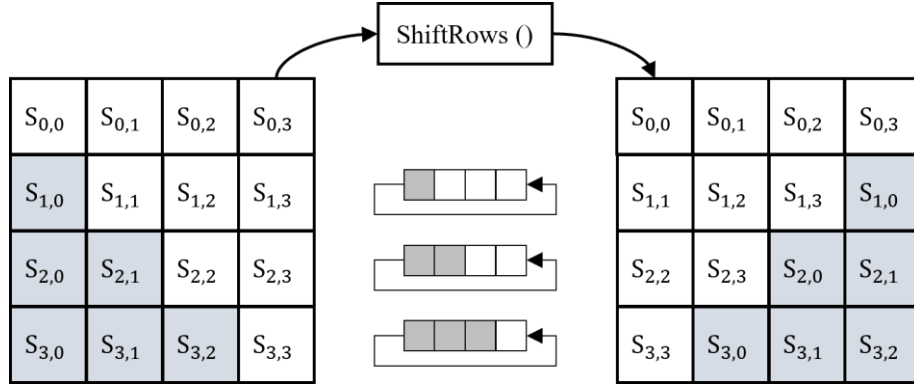 ShiftRows ()
S0,0 S0,1 S0,2 S0,3
S1,0 S1,1 S1,2 S1,3
S2,0 S2,1 S2,2 S2,3
S3,0 S3,1 S3,2 S3,3
S0,0 S0,1 S0,2 S0,3
S1,1 S1,2 S1,3 S1,0
S2,2 S2,3 S2,0 S2,1
S3,3 S3,0 S3,1 S3,2